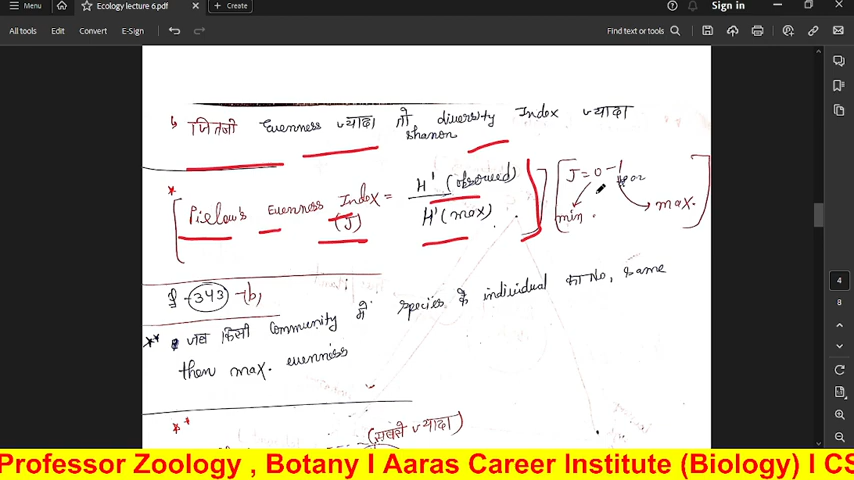 Menu
Ecology lecture 6.pdf
+ Create
Sign in
All tools Edit Convert E-Sign
Find text or tools
↳ जितनी Evenness ज्यादा तो diversity Index ज्यादा
shanon
* Pielou's Evenness Index = H' (observed)
(J) H' (max)
J = 0-1
min. max.
Q-343-(b)
** जब किसी community में species के individual का No. same
then max. evenness
**
(सबसे ज्यादा)
4
8
Professor Zoology , Botany I Aaras Career Institute (Biology) I CS